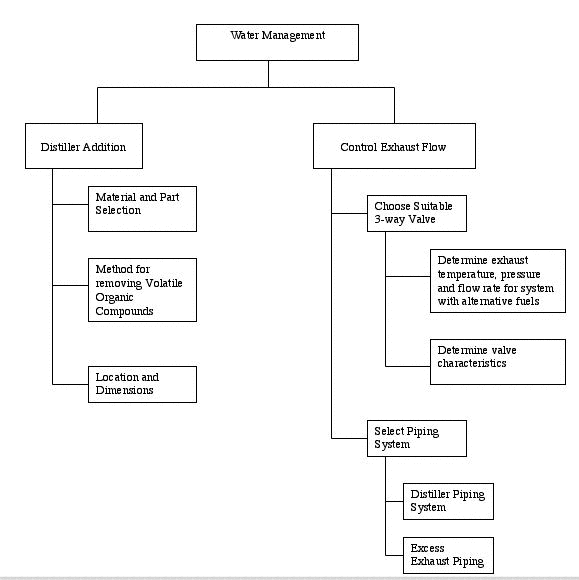 Water Management
Distiller Addition
Control Exhaust Flow
Material and Part
Selection
Method for
removing Volatile
Organic
Compounds
Location and
Dimensions
Choose Suitable
3-way Valve
Determine exhaust
temperature, pressure
and flow rate for system
with alternative fuels
Determine valve
characteristics
Select Piping
System
Distiller Piping
System
Excess
Exhaust Piping